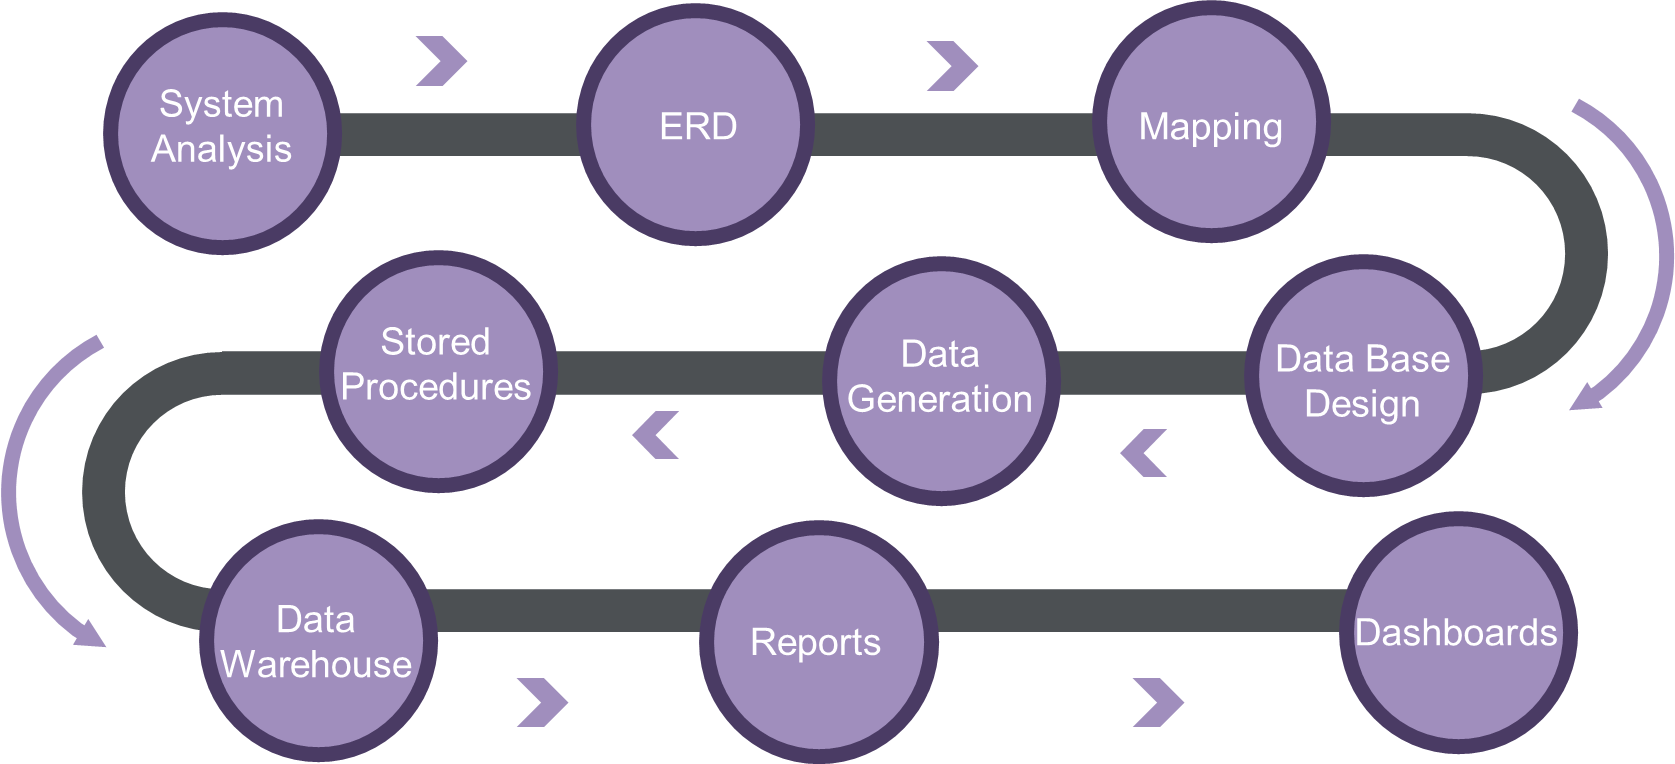 System
Analysis
ERD
Mapping
Data Base
Design
Data
Generation
Stored
Procedures
Data
Warehouse
Reports
Dashboards